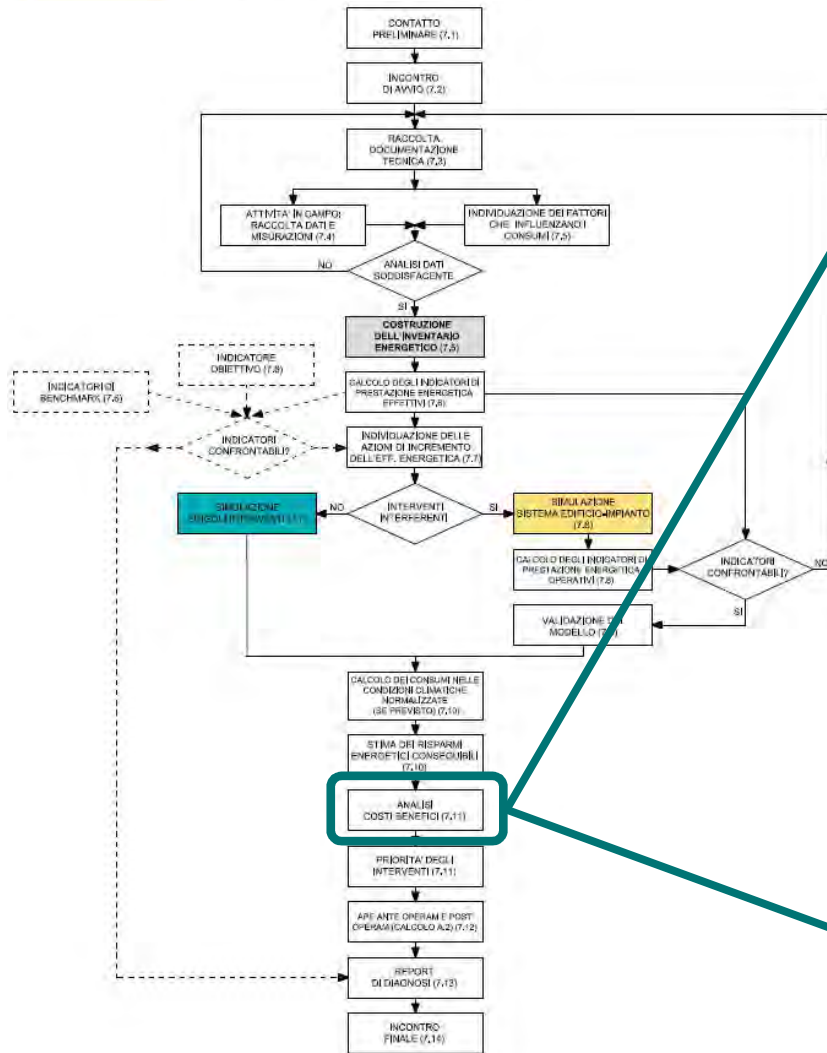 CONTATTO
PRELIMINARE (7.1)
INCONTRO
DI AVVIO (7.2)
RACCOLTA
DOCUMENTAZIONE
TECNICA (7.3)
ATTIVITA' IN CAMPO:
RACCOLTA DATI E
MISURAZIONI (7.4)
INDIVIDUAZIONE DEI FATTORI
CHE INFLUENZANO I
CONSUMI (7.5)
NO
ANALISI DATI
SODDISFACENTE
SI
COSTRUZIONE
DELL'INVENTARIO
ENERGETICO (7.5)
INDICATORE
OBIETTIVO (7.9)
INDICATORI DI
BENCHMARK (7.6)
CALCOLO DEGLI INDICATORI DI
PRESTAZIONE ENERGETICA
EFFETTIVI (7.6)
INDICATORI
CONFRONTABILI?
INDIVIDUAZIONE DELLE
AZIONI DI INCREMENTO
DELL'EFF. ENERGETICA (7.7)
SIMULAZIONE
SINGOLI INTERVENTI
NO
INTERVENTI
INTERFERENTI
SI
SIMULAZIONE
SISTEMA EDIFICIO-IMPIANTO
(7.8)
CALCOLO DEGLI INDICATORI DI
PRESTAZIONE ENERGETICA
OPERATIVI (7.8)
INDICATORI
CONFRONTABILI?
NO
SI
VALIDAZIONE
MODELLO
CALCOLO DEI CONSUMI NELLE
CONDIZIONI CLIMATICHE
NORMALIZZATE
(SE PREVISTO) (7.10)
STIMA DEI RISPARMI
ENERGETICI CONSEGUIBILI
(7.10)
ANALISI
COSTI BENEFICI (7.11)
PRIORITA' DEGLI
INTERVENTI (7.11)
APE ANTE OPERAM E POST
OPERAM (CALCOLO A.2) (7.12)
REPORT
DI DIAGNOSI (7.13)
INCONTRO
FINALE (7.14)